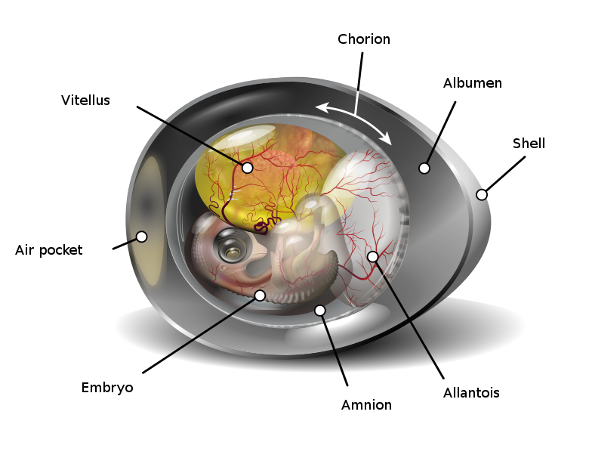 Chorion
Albumen
Vitellus
Shell
Air pocket
Embryo
Allantois
Amnion